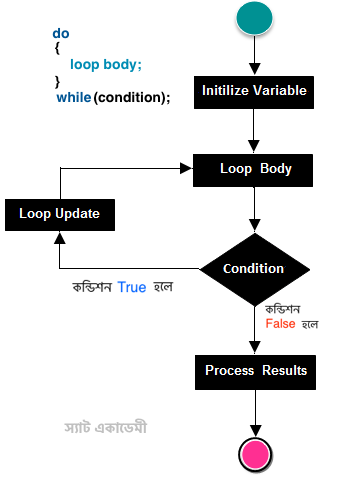 do
{
loop body;
}
while(condition);
Initilize Variable
Loop Body
Loop Update
Condition
কন্ডিশন True হলে
কন্ডিশন
False হলে
Process Results
স্যাট একাডেমী